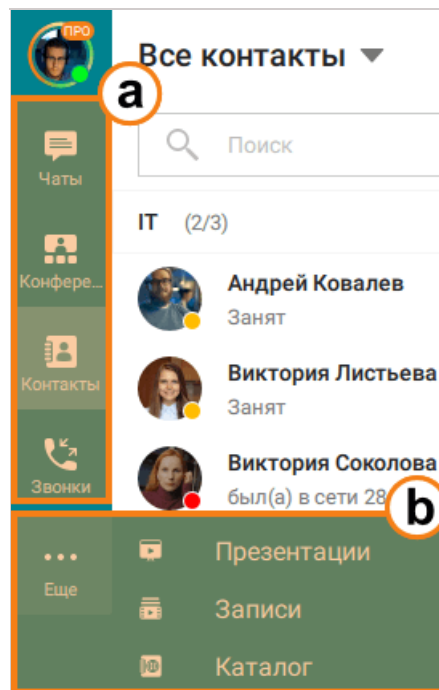 ПРО
Все контакты
a
Поиск
Чаты
IT (2/3)
Конфере...
Андрей Ковалев
Занят
Контакты
Виктория Листьева
Занят
Звонки
Виктория Соколова
был(а) в сети 28
b
Еще
Презентации
Записи
Каталог